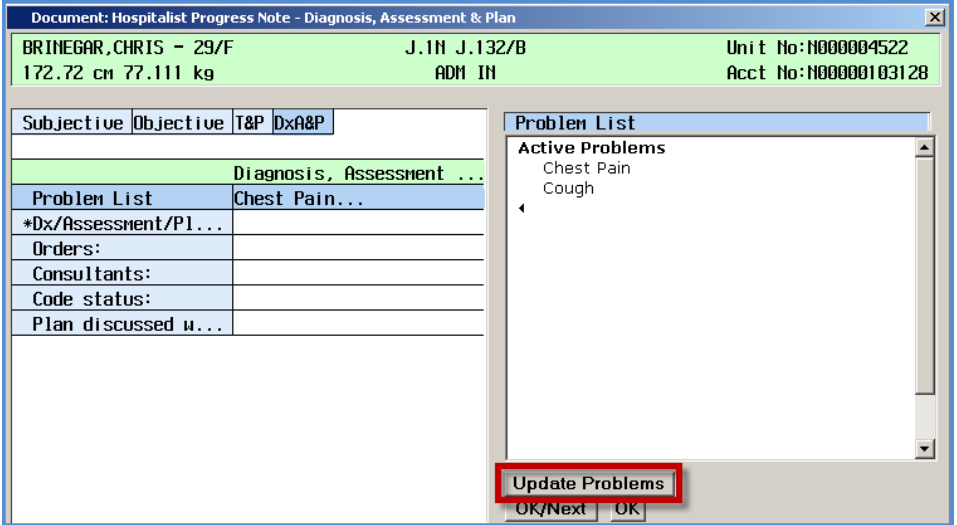 Document: Hospitalist Progress Note - Diagnosis, Assessment & Plan
BRINEGAR,CHRIS - 29/F J.1N J.132/B Unit No:N000004522
172.72 cm 77.111 kg ADM IN Acct No:N00000103128
Subjective Objective T&P DxA&P
Diagnosis, Assessment ...
Problem List Chest Pain...
*Dx/Assessment/Pl...
Orders:
Consultants:
Code status:
Plan discussed w...
Problem List
Active Problems
Chest Pain
Cough
Update Problems
OK/Next OK